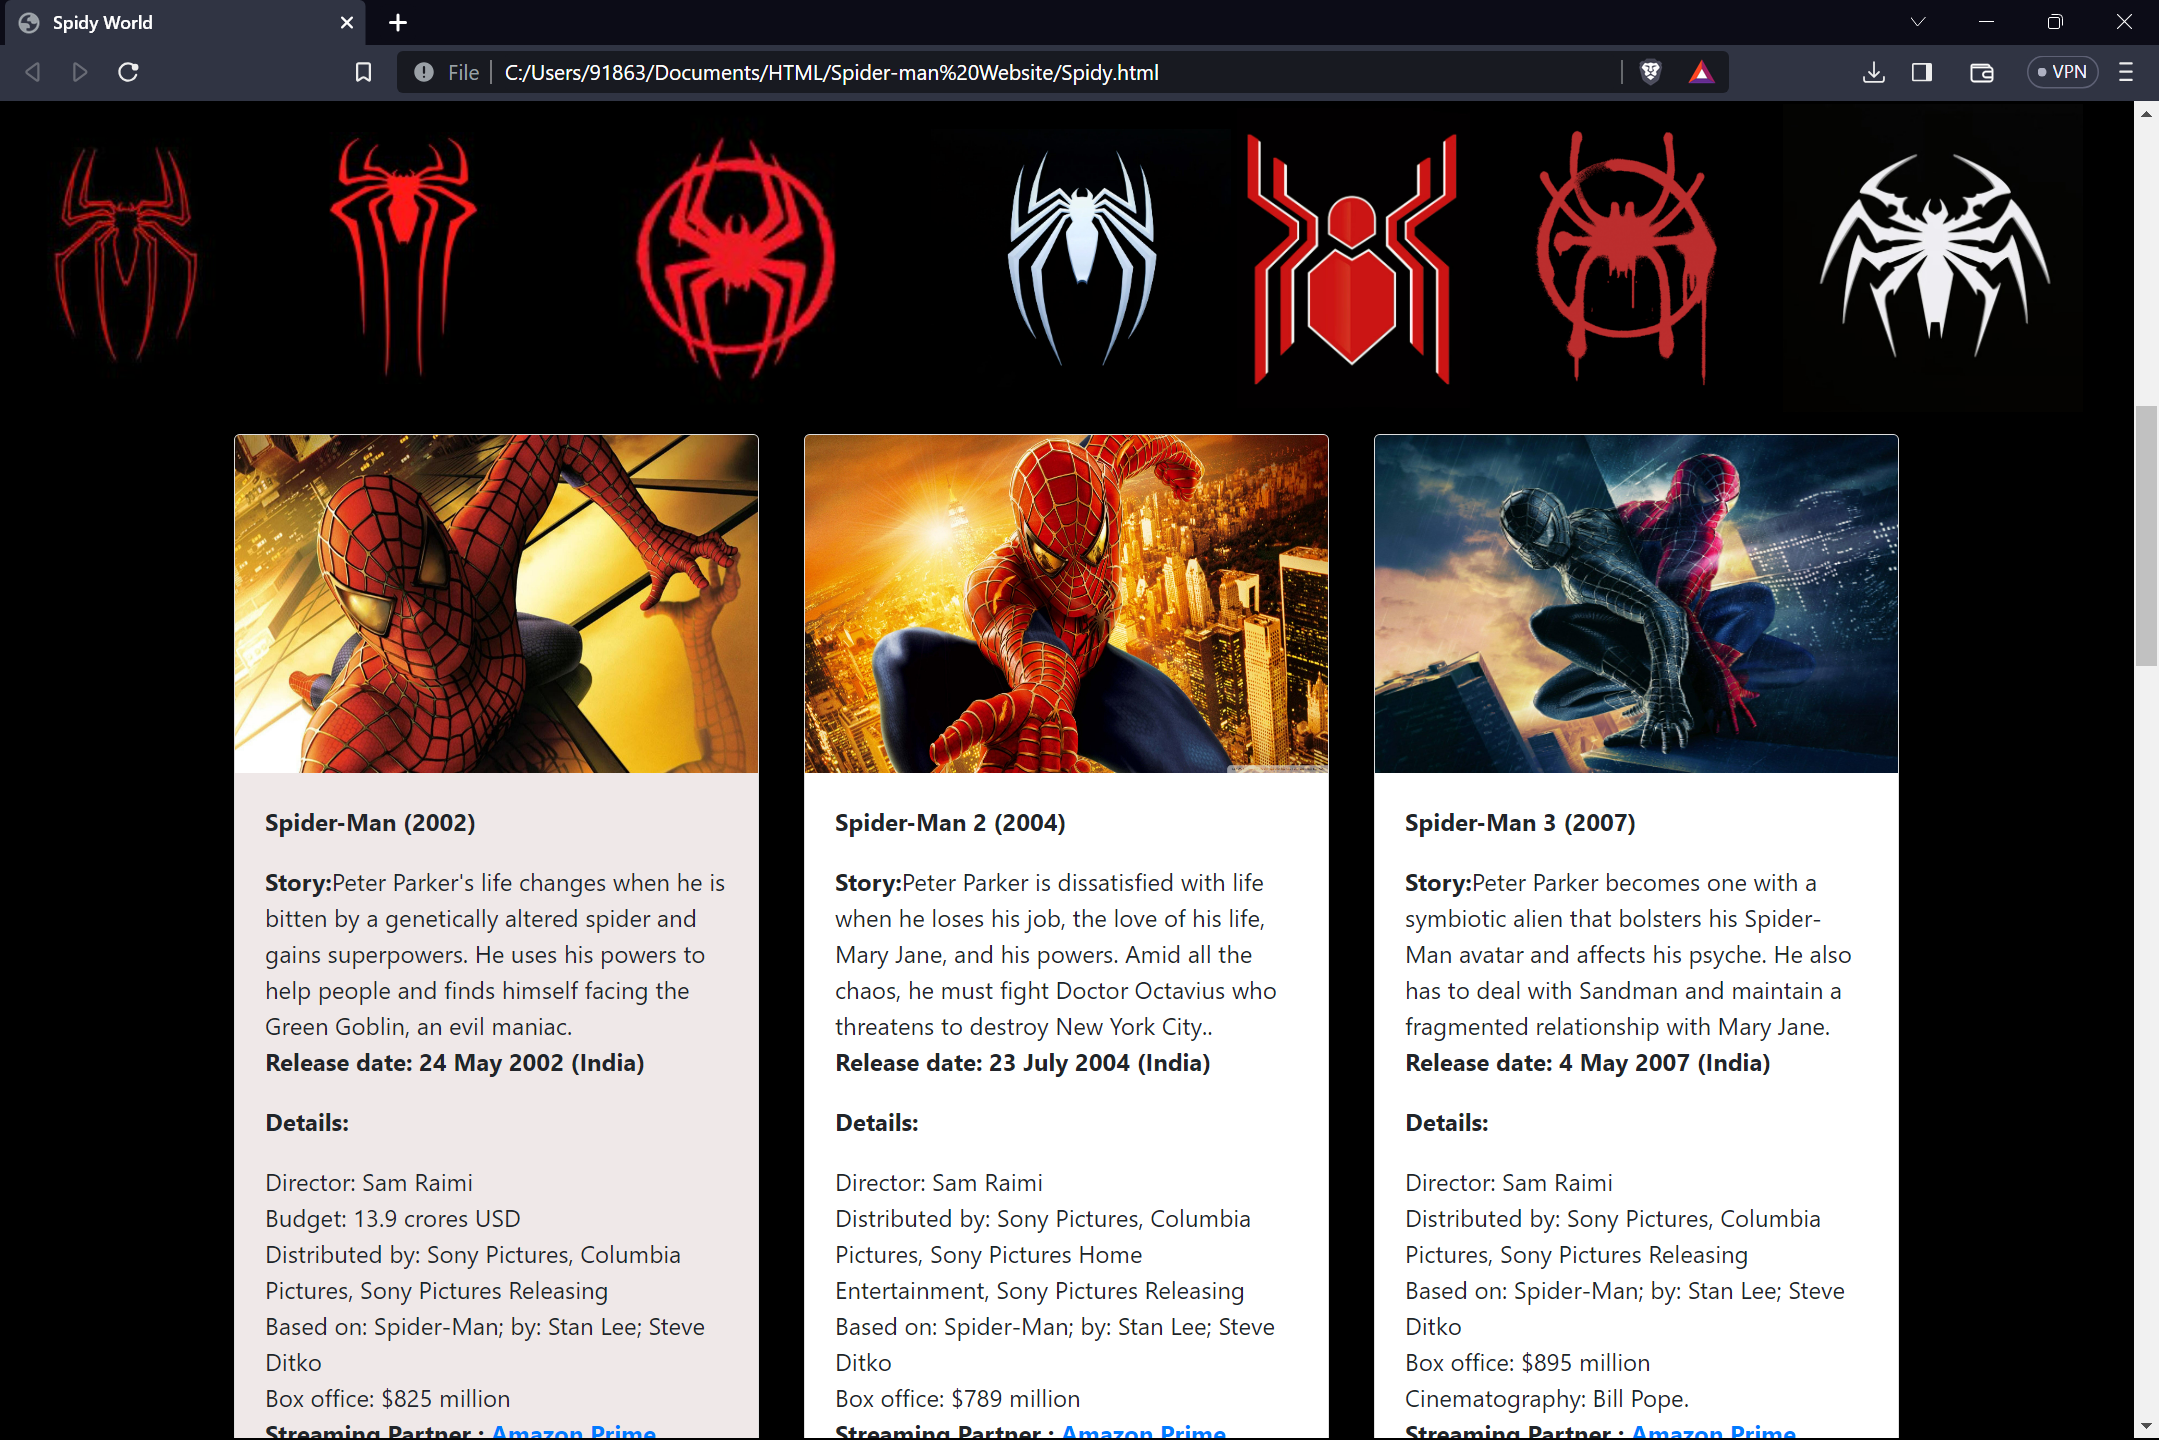 Spidy World
File
C:/Users/91863/Documents/HTML/Spider-man%20Website/Spidy.html
VPN
Spider-Man (2002)
Story:Peter Parker's life changes when he is
bitten by a genetically altered spider and
gains superpowers. He uses his powers to
help people and finds himself facing the
Green Goblin, an evil maniac.
Release date: 24 May 2002 (India)
Details:
Director: Sam Raimi
Budget: 13.9 crores USD
Distributed by: Sony Pictures, Columbia
Pictures, Sony Pictures Releasing
Based on: Spider-Man; by: Stan Lee; Steve
Ditko
Box office: $825 million
Streaming Partner : Amazon Prime
Spider-Man 2 (2004)
Story:Peter Parker is dissatisfied with life
when he loses his job, the love of his life,
Mary Jane, and his powers. Amid all the
chaos, he must fight Doctor Octavius who
threatens to destroy New York City..
Release date: 23 July 2004 (India)
Details:
Director: Sam Raimi
Distributed by: Sony Pictures, Columbia
Pictures, Sony Pictures Home
Entertainment, Sony Pictures Releasing
Based on: Spider-Man; by: Stan Lee; Steve
Ditko
Box office: $789 million
Streaming Partner : Amazon Prime
Spider-Man 3 (2007)
Story:Peter Parker becomes one with a
symbiotic alien that bolsters his Spider-
Man avatar and affects his psyche. He also
has to deal with Sandman and maintain a
fragmented relationship with Mary Jane.
Release date: 4 May 2007 (India)
Details:
Director: Sam Raimi
Distributed by: Sony Pictures, Columbia
Pictures, Sony Pictures Releasing
Based on: Spider-Man; by: Stan Lee; Steve
Ditko
Box office: $895 million
Cinematography: Bill Pope.
Streaming Partner : Amazon Prime